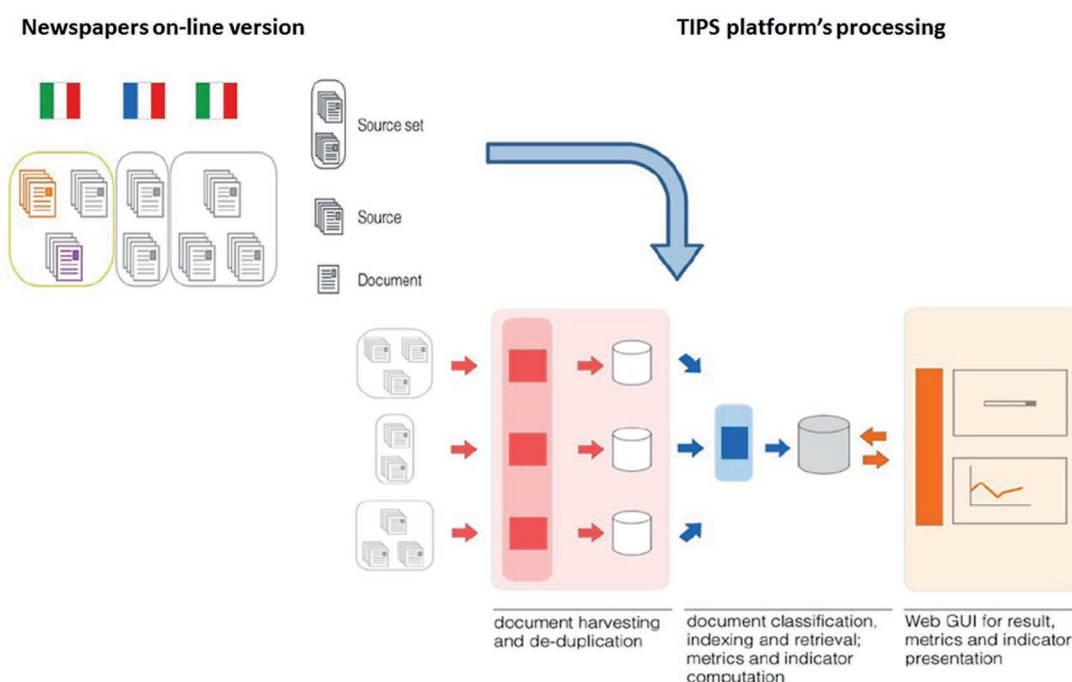 Newspapers on-line version
TIPS platform's processing
Source set
Source
Document
document harvesting
and de-duplication
document classification,
indexing and retrieval;
metrics and indicator
computation
Web GUI for result,
metrics and indicator
presentation